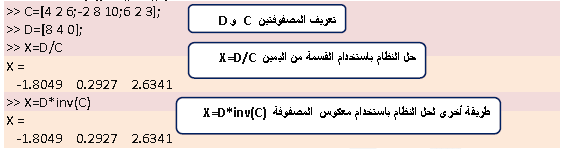 >> C=[4 2 6;-2 8 10;6 2 3];
>> D=[8 4 0];
تعريف المصفوفتين C و D
>> X=D/C
حل النظام باستخدام القسمة من اليمين X=D/C
X =
-1.8049 0.2927 2.6341
>> X=D*inv(C)
طريقة أخرى لحل النظام باستخدام معكوس المصفوفة X=D*inv(C)
X =
-1.8049 0.2927 2.6341